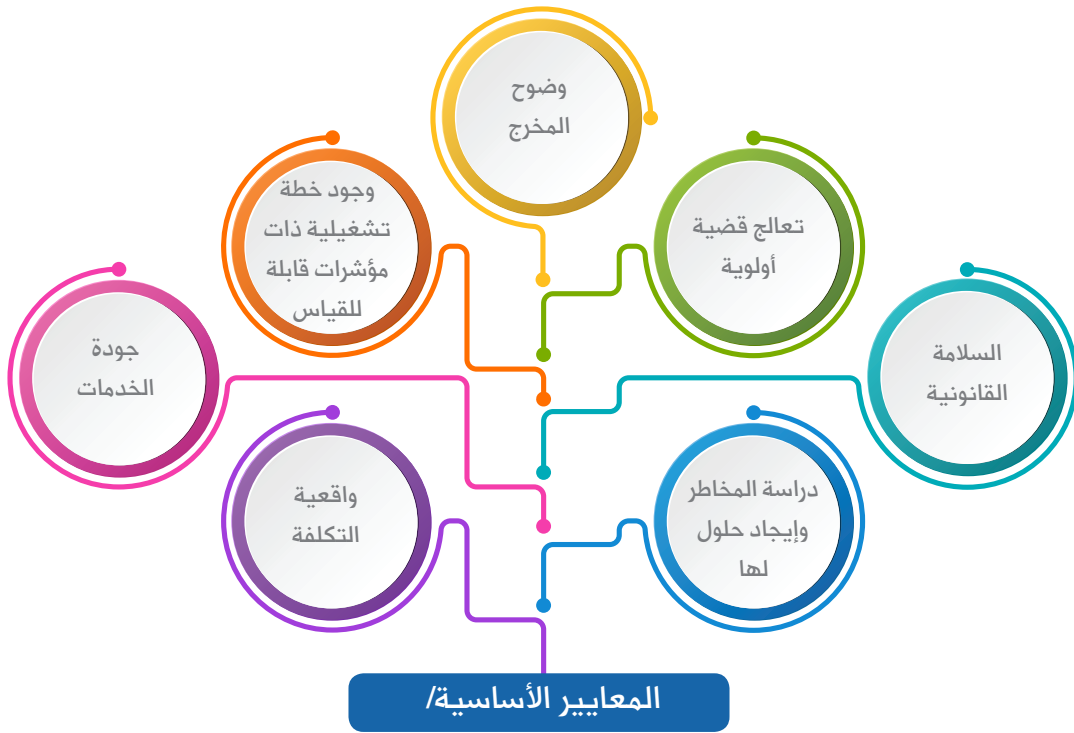 وضوح
المخرج
تعالج قضية
أولوية
وجود خطة
تشغيلية ذات
مؤشرات قابلة
للقياس
السلامة
القانونية
جودة
الخدمات
دراسة المخاطر
وإيجاد حلول
لها
واقعية
التكلفة
المعايير الأساسية/